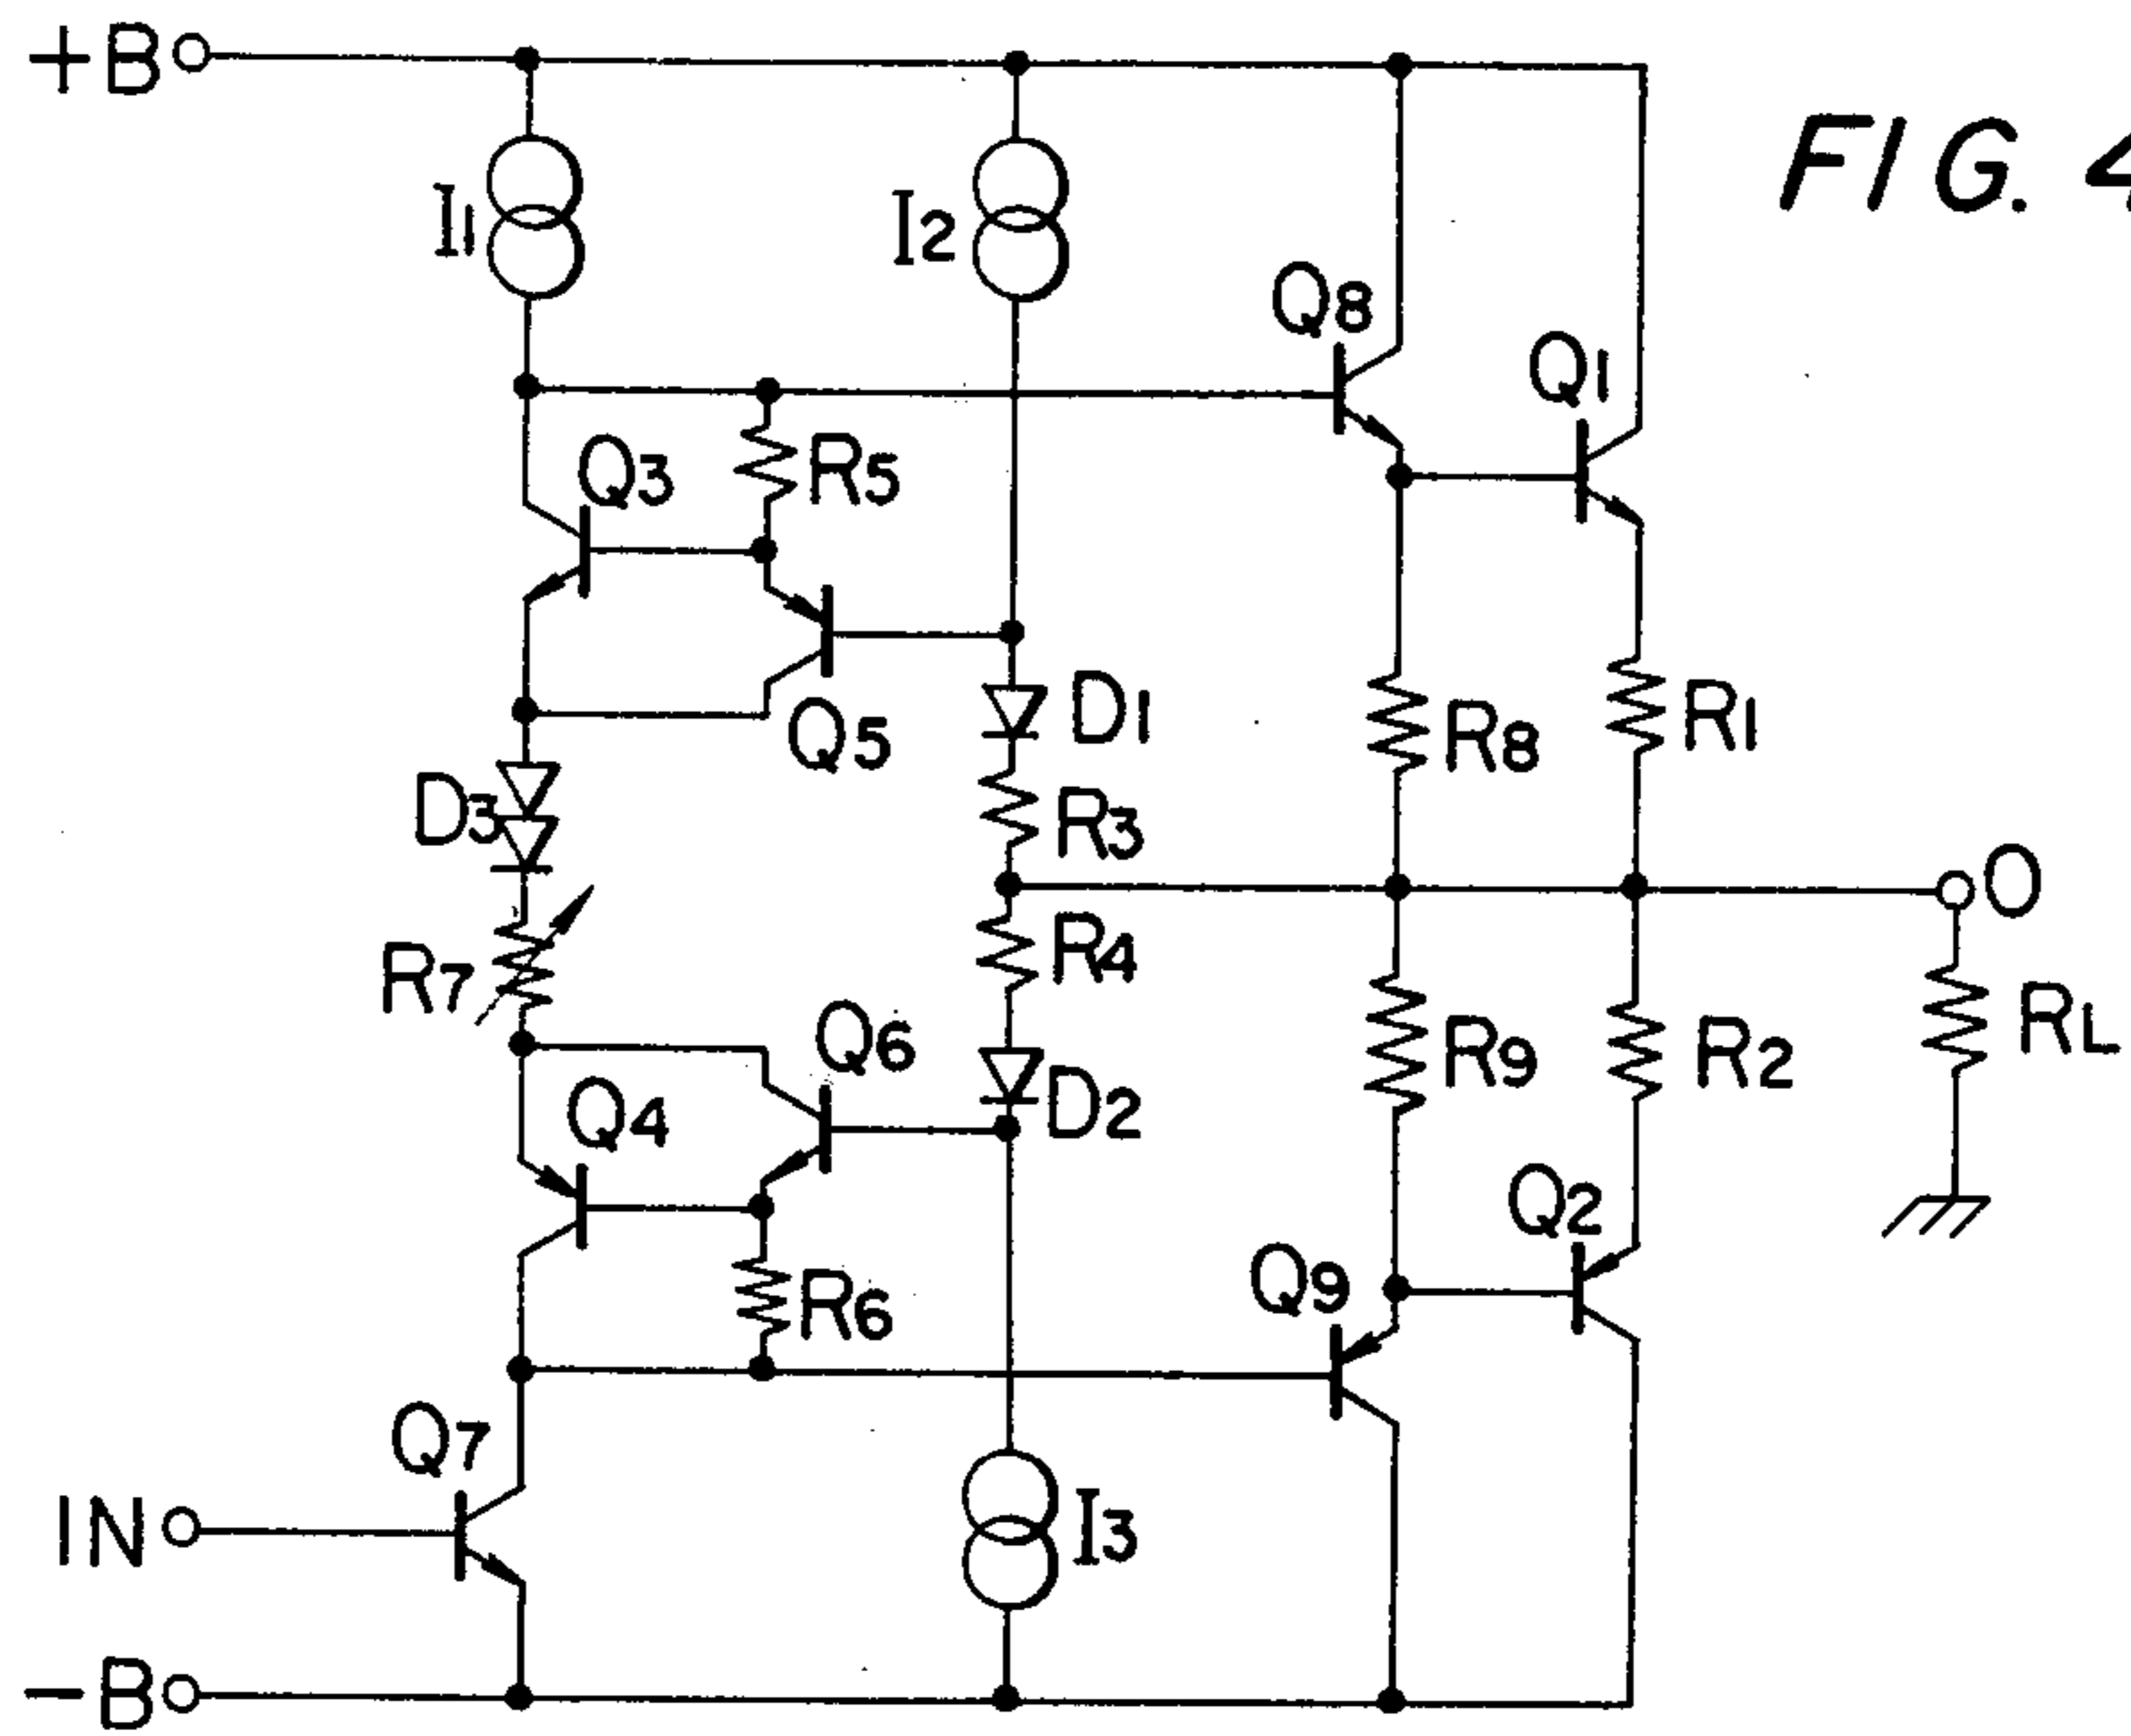 +B
FIG. 4
I1
I2
Q8
Q1
Q3
R5
Q5
D1
R8
R1
D3
R3
O
R7
R4
Q6
R9
R2
RL
Q4
D2
Q2
Q9
R6
Q7
IN
I3
-B